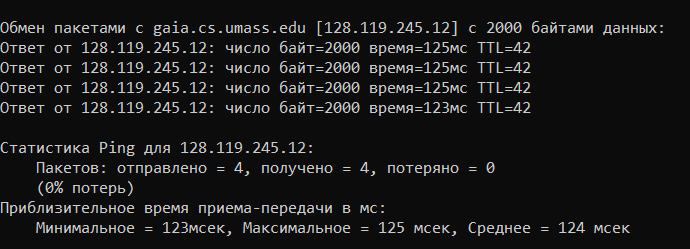 Обмен пакетами с gaia.cs.umass.edu [128.119.245.12] с 2000 байтами данных:
Ответ от 128.119.245.12: число байт=2000 время=125мс TTL=42
Ответ от 128.119.245.12: число байт=2000 время=125мс TTL=42
Ответ от 128.119.245.12: число байт=2000 время=125мс TTL=42
Ответ от 128.119.245.12: число байт=2000 время=123мс TTL=42
Статистика Ping для 128.119.245.12:
Пакетов: отправлено = 4, получено = 4, потеряно = 0
(0% потерь)
Приблизительное время приема-передачи в мс:
Минимальное = 123мсек, Максимальное = 125 мсек, Среднее = 124 мсек